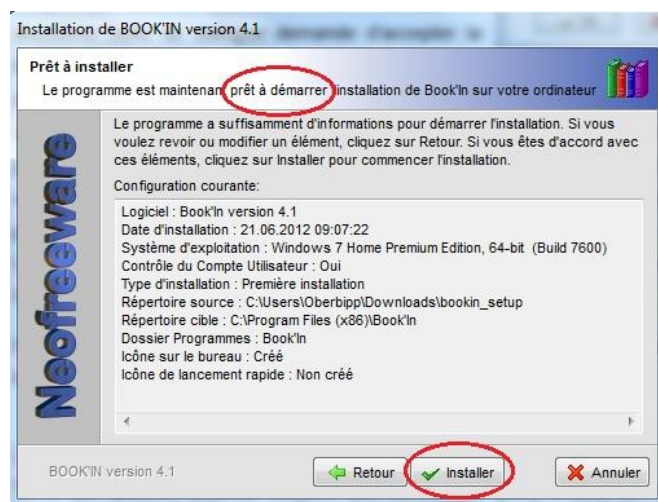 Installation de BOOK'IN version 4.1
Prêt à installer
Le programme est maintenant prêt à démarrer l'installation de Book'In sur votre ordinateur
Neofreeware
Le programme a suffisamment d'informations pour démarrer l'installation. Si vous
voulez revoir ou modifier un élément, cliquez sur Retour. Si vous êtes d'accord avec
ces éléments, cliquez sur Installer pour commencer l'installation.
Configuration courante:
Logiciel : Book'In version 4.1
Date d'installation : 21.06.2012 09:07:22
Système d'exploitation : Windows 7 Home Premium Edition, 64-bit (Build 7600)
Contrôle du Compte Utilisateur : Oui
Type d'installation : Première installation
Répertoire source : C:\Users\Oberbipp\Downloads\bookin_setup
Répertoire cible : C:\Program Files (x86)\Book'In
Dossier Programmes : Book'In
Icône sur le bureau : Créé
Icône de lancement rapide : Non créé
BOOK'IN version 4.1
Retour
Installer
Annuler